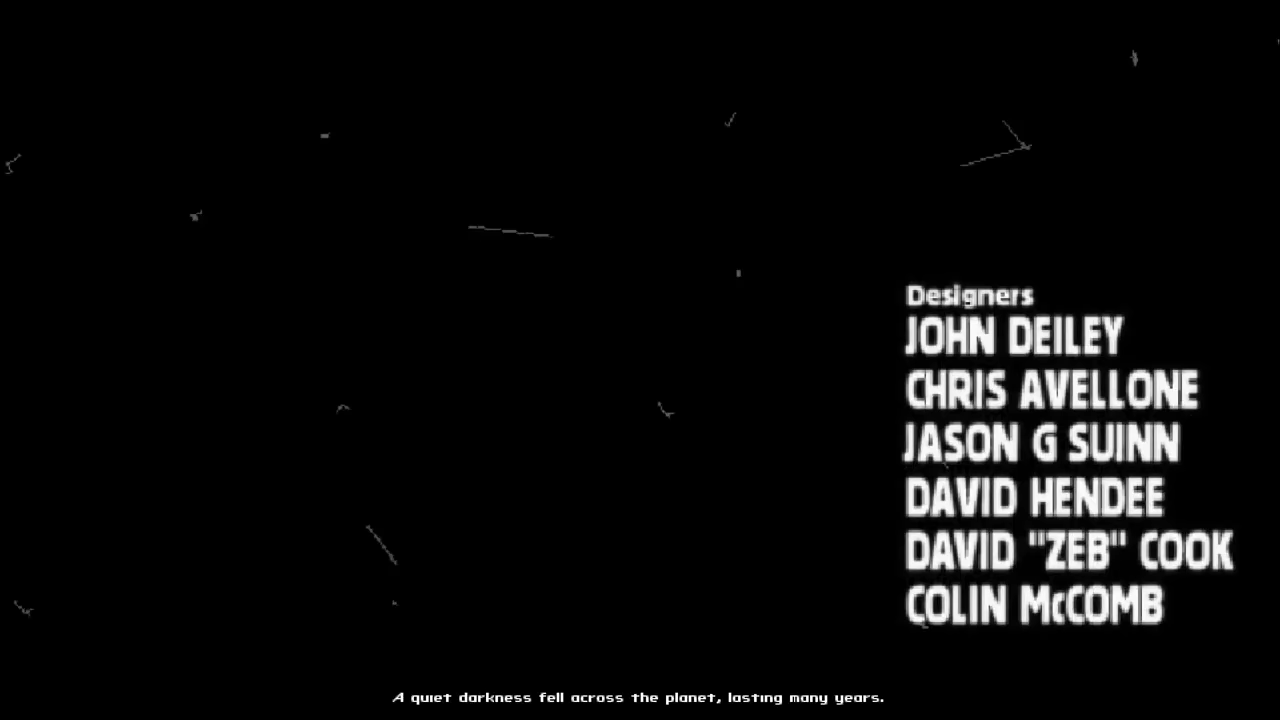 Designers
JOHN DEILEY
CHRIS AVELLONE
JASON G SUINN
DAVID HENDEE
DAVID "ZEB" COOK
COLIN McCOMB
A quiet darkness fell across the planet, lasting many years.